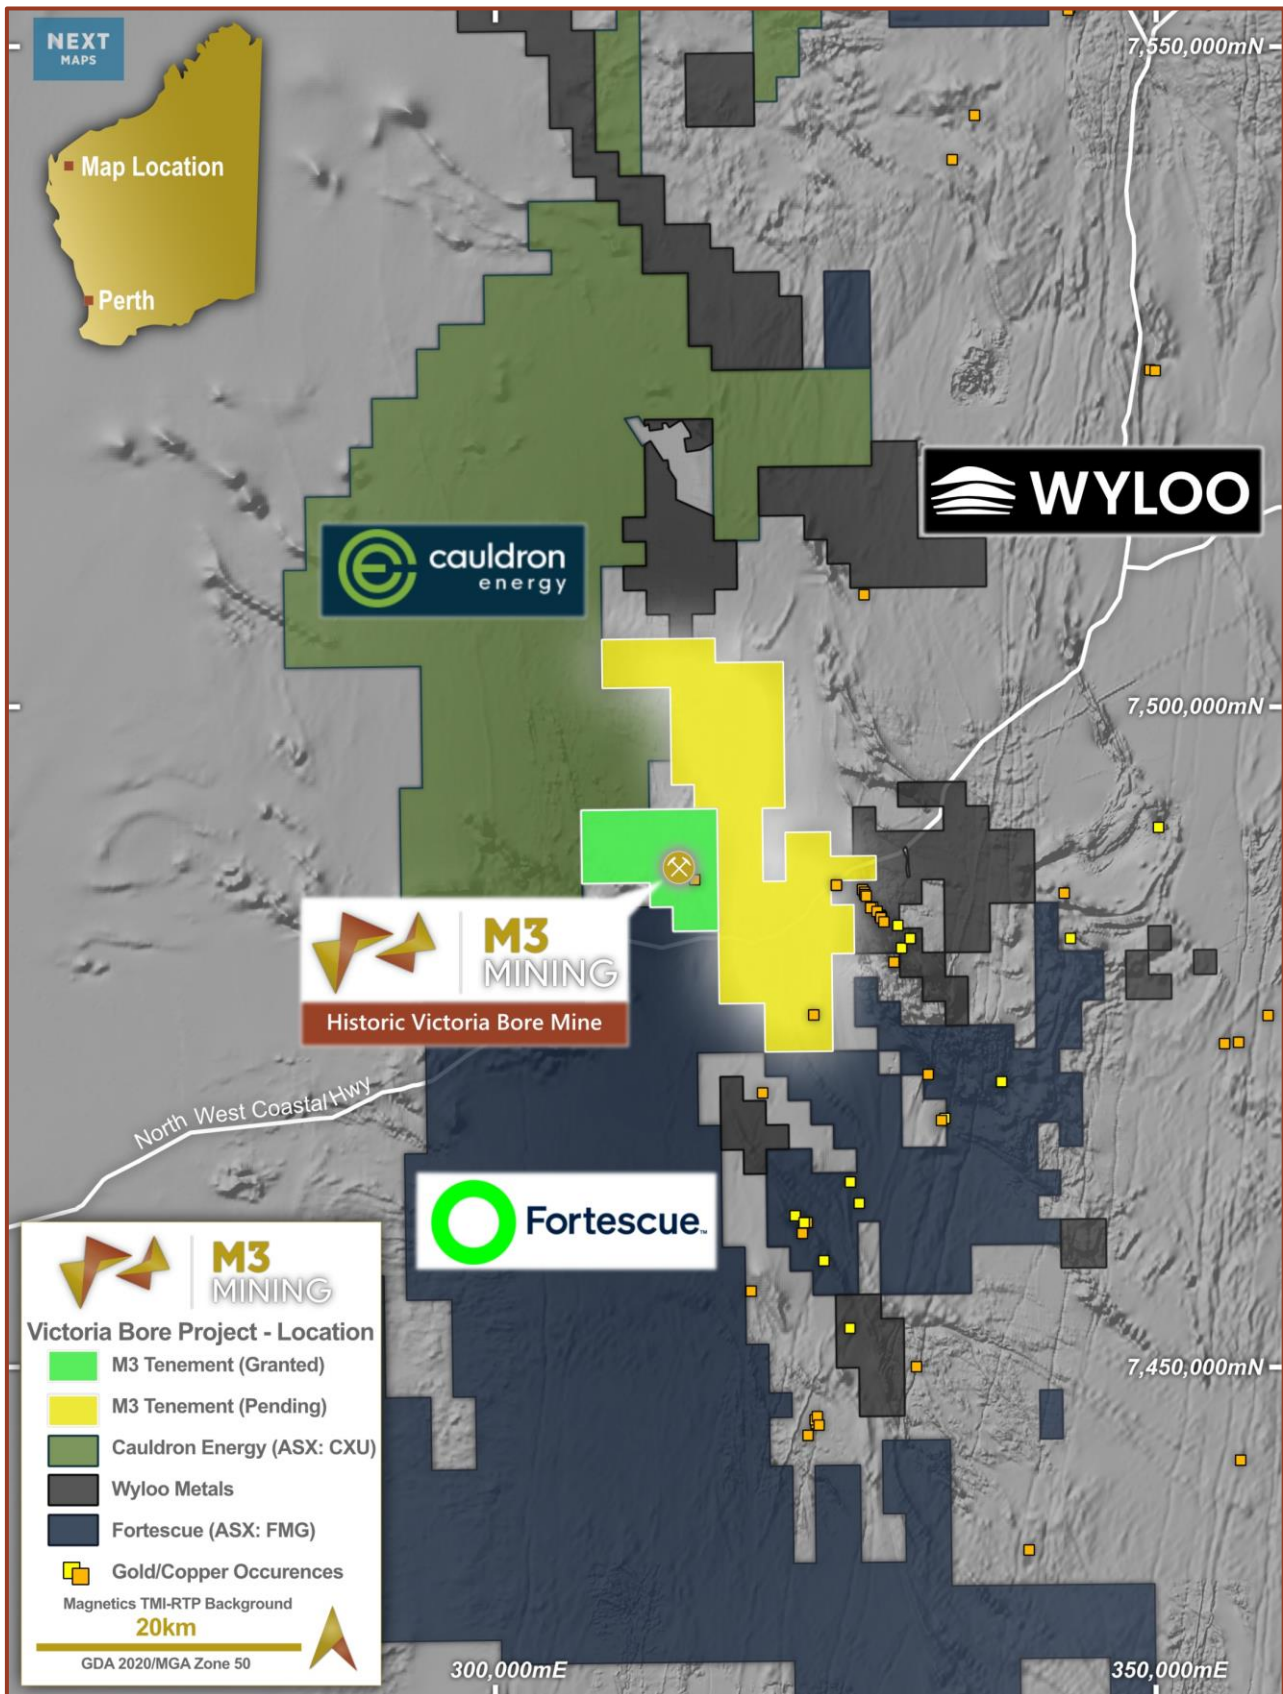 NEXT
MAPS
Map Location
Perth
7,550,000mN
WYLOO
cauldron
energy
7,500,000mN
M3
MINING
Historic Victoria Bore Mine
North West Coastal Hwy
Fortescue™
7,450,000mN
M3
MINING
Victoria Bore Project - Location
M3 Tenement (Granted)
M3 Tenement (Pending)
Cauldron Energy (ASX: CXU)
Wyloo Metals
Fortescue (ASX: FMG)
Gold/Copper Occurences
Magnetics TMI-RTP Background
20km
GDA 2020/MGA Zone 50
300,000mE
350,000mE